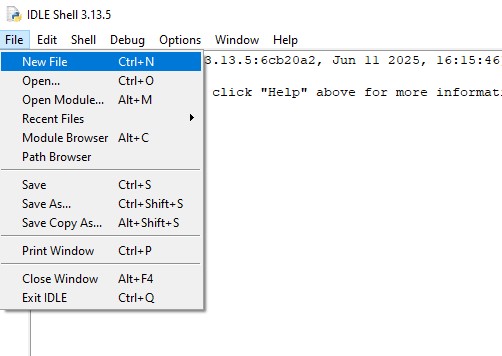 IDLE Shell 3.13.5
File Edit Shell Debug Options Window Help
3.13.5:6cb20a2, Jun 11 2025, 16:15:46
click "Help" above for more informati
New File Ctrl+N
Open... Ctrl+O
Open Module... Alt+M
Recent Files
Module Browser Alt+C
Path Browser
Save Ctrl+S
Save As... Ctrl+Shift+S
Save Copy As... Alt+Shift+S
Print Window Ctrl+P
Close Window Alt+F4
Exit IDLE Ctrl+Q